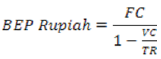 BEP Rupiah = FC / (1 − VC/TR)